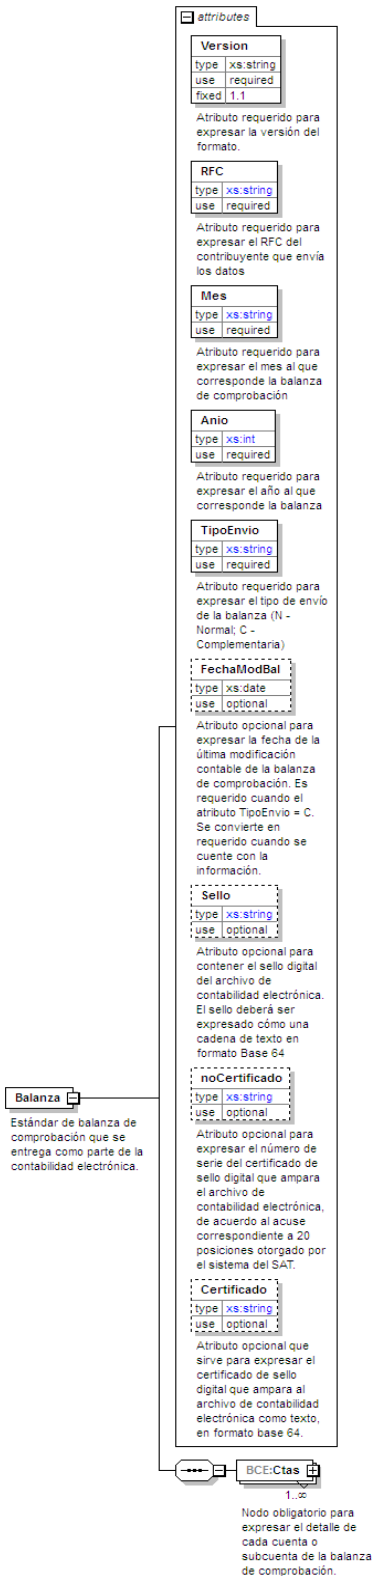 attributes
Version
type xs:string
use required
fixed 1.1
Atributo requerido para
expresar la versión del
formato.
RFC
type xs:string
use required
Atributo requerido para
expresar el RFC del
contribuyente que envía
los datos
Mes
type xs:string
use required
Atributo requerido para
expresar el mes al que
corresponde la balanza
de comprobación
Anio
type xs:int
use required
Atributo requerido para
expresar el año al que
corresponde la balanza
TipoEnvio
type xs:string
use required
Atributo requerido para
expresar el tipo de envío
de la balanza (N -
Normal; C -
Complementaria)
FechaModBal
type xs:date
use optional
Atributo opcional para
expresar la fecha de la
última modificación
contable de la balanza
de comprobación. Es
requerido cuando el
atributo TipoEnvio = C.
Se convierte en
requerido cuando se
cuente con la
información.
Sello
type xs:string
use optional
Atributo opcional para
contener el sello digital
del archivo de
contabilidad electrónica.
El sello deberá ser
expresado cómo una
cadena de texto en
formato Base 64
noCertificado
type xs:string
use optional
Atributo opcional para
expresar el número de
serie del certificado de
sello digital que ampara
el archivo de
contabilidad electrónica,
de acuerdo al acuse
correspondiente a 20
posiciones otorgado por
el sistema del SAT.
Certificado
type xs:string
use optional
Atributo opcional que
sirve para expresar el
certificado de sello
digital que ampara al
archivo de contabilidad
electrónica como texto,
en formato base 64.
Balanza
Estándar de balanza de
comprobación que se
entrega como parte de la
contabilidad electrónica.
BCE:Ctas
1..∞
Nodo obligatorio para
expresar el detalle de
cada cuenta o
subcuenta de la balanza
de comprobación.